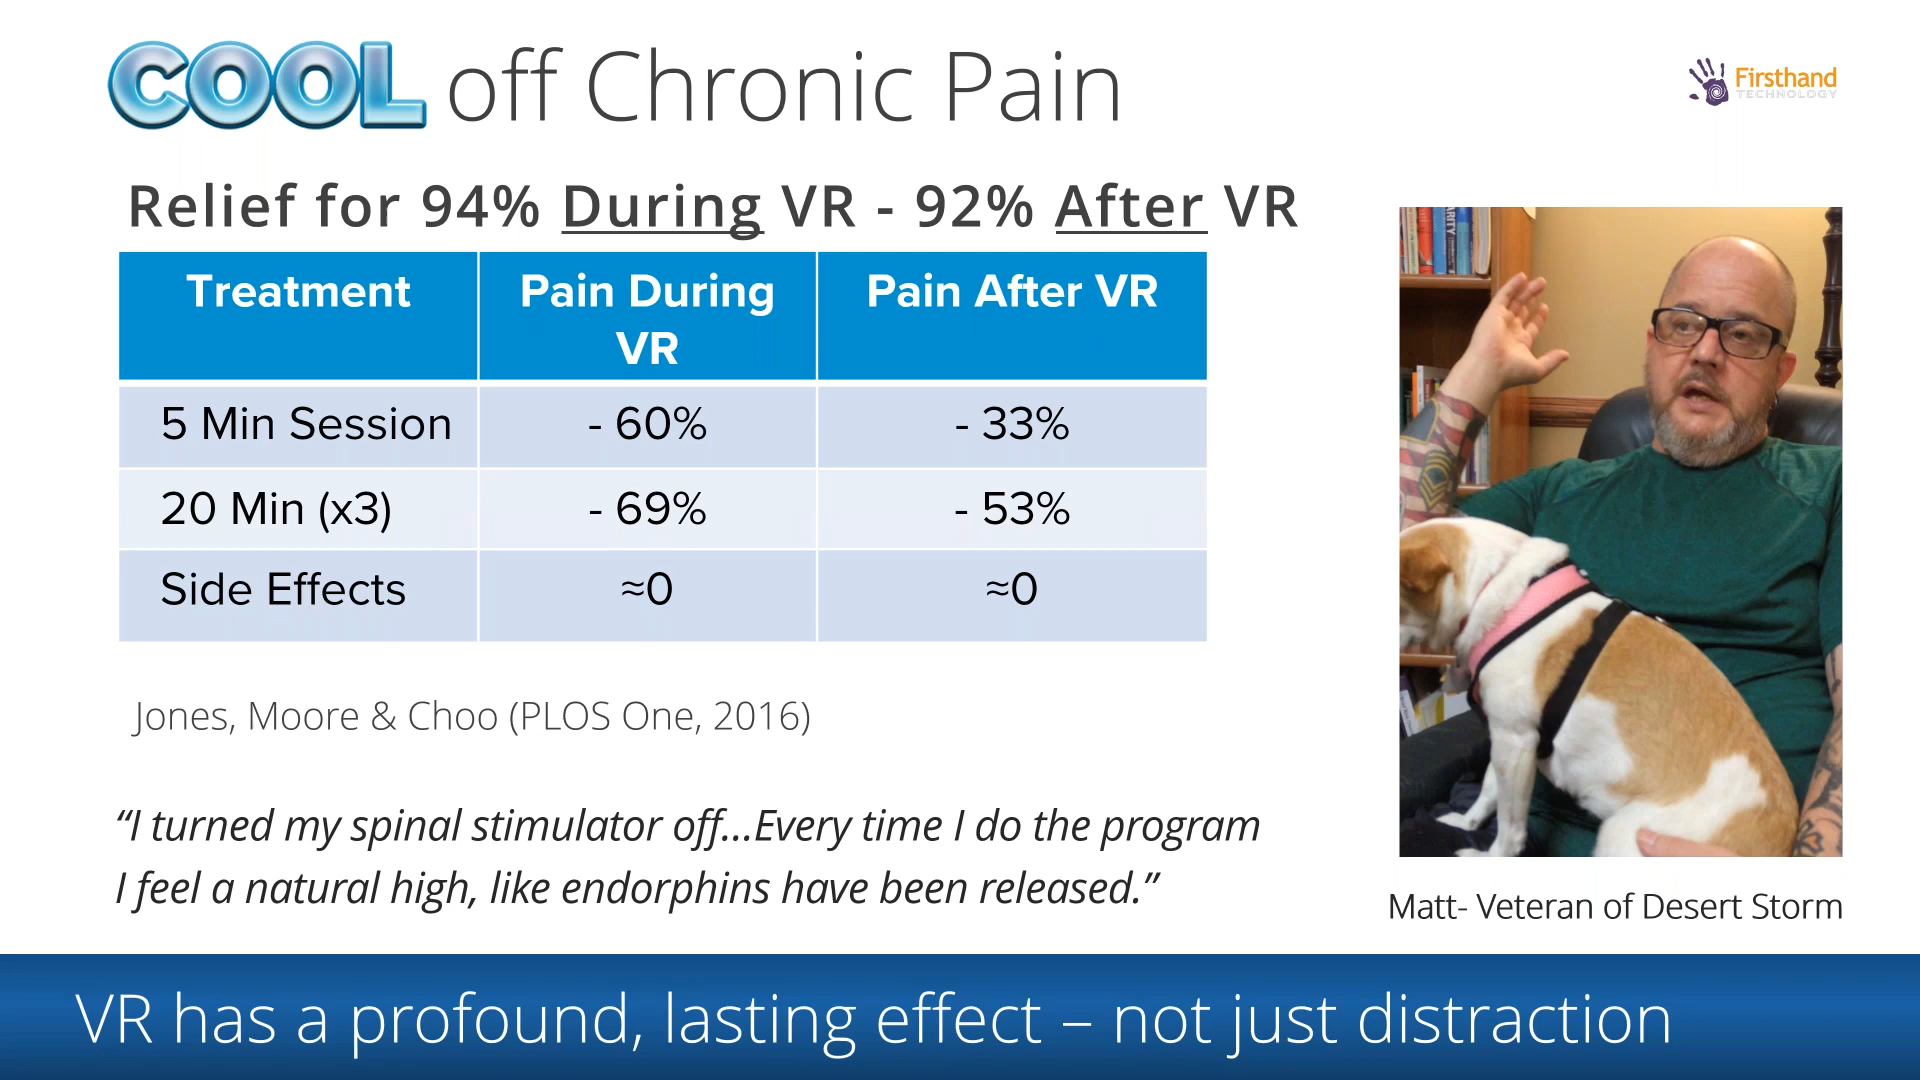 COOL off Chronic Pain
Firsthand
TECHNOLOGY
Relief for 94% During VR - 92% After VR
Treatment
Pain During
VR
Pain After VR
5 Min Session
- 60%
- 33%
20 Min (x3)
- 69%
- 53%
Side Effects
≈0
≈0
Jones, Moore & Choo (PLOS One, 2016)
“I turned my spinal stimulator off...Every time I do the program
I feel a natural high, like endorphins have been released.”
Matt- Veteran of Desert Storm
VR has a profound, lasting effect – not just distraction